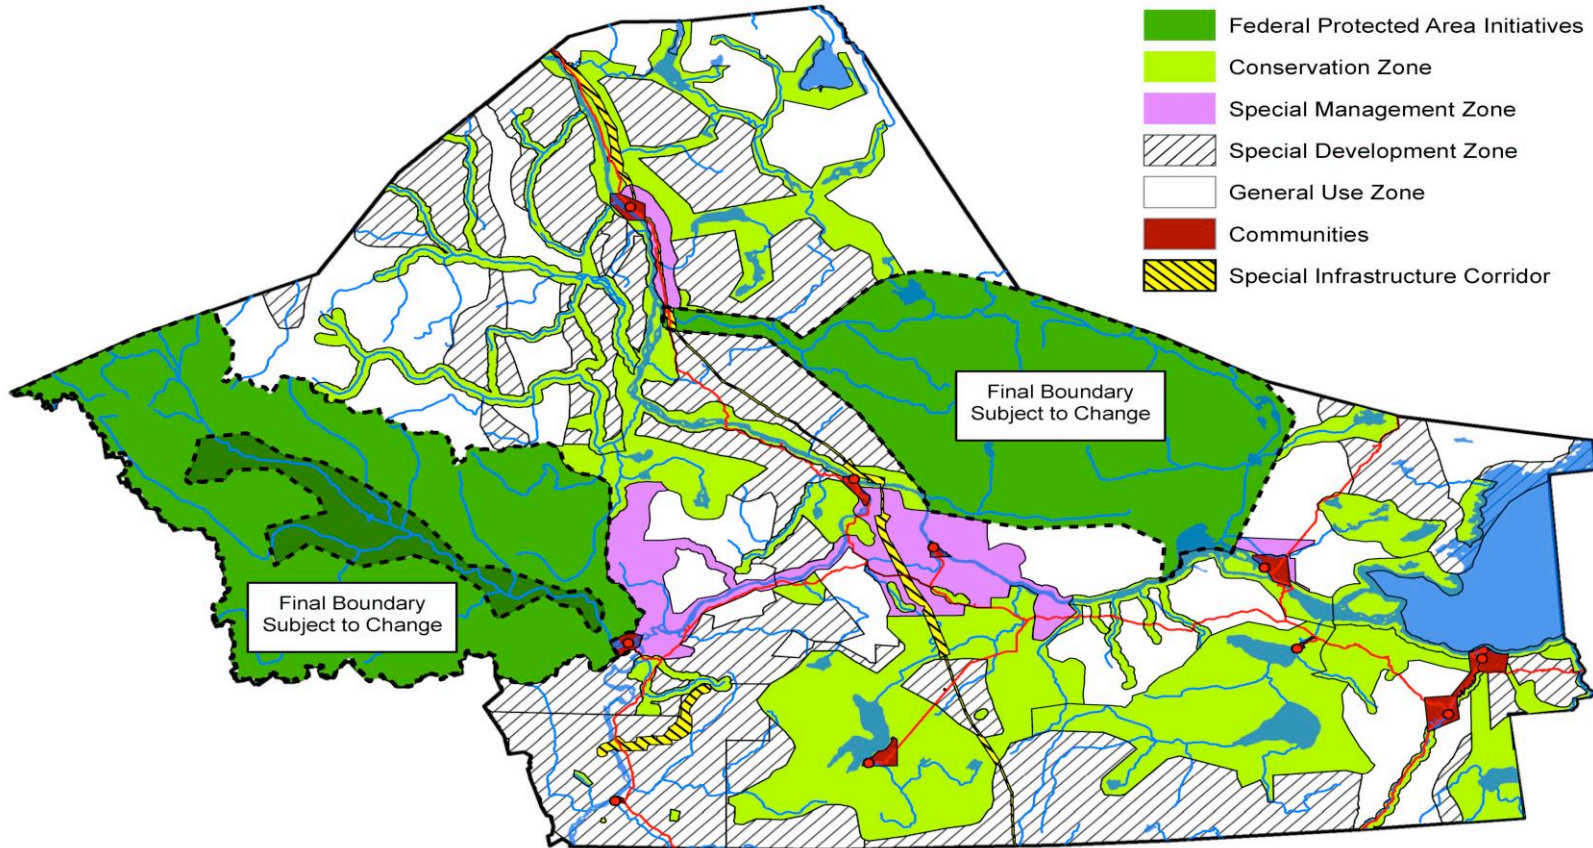 Federal Protected Area Initiatives
Conservation Zone
Special Management Zone
Special Development Zone
General Use Zone
Communities
Special Infrastructure Corridor
Final Boundary
Subject to Change
Final Boundary
Subject to Change